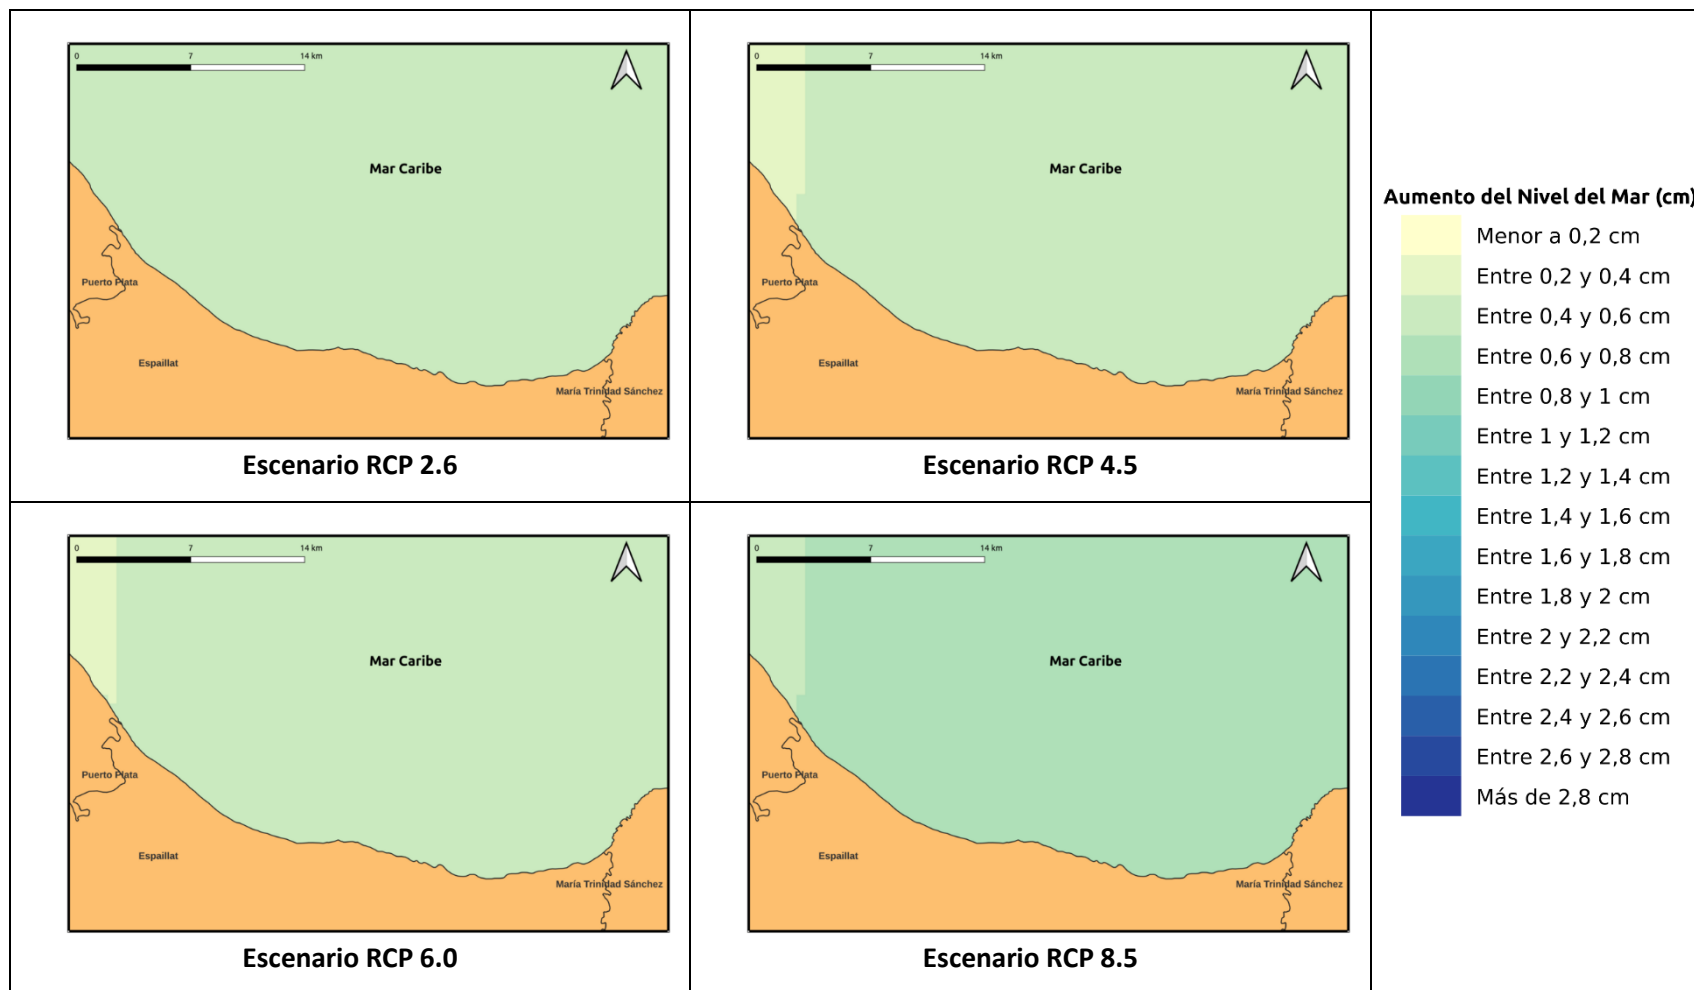 0 7 14 km
Mar Caribe
Puerto Plata
Espaillat
María Trinidad Sánchez
Escenario RCP 2.6
0 7 14 km
Mar Caribe
Puerto Plata
Espaillat
María Trinidad Sánchez
Escenario RCP 4.5
0 7 14 km
Mar Caribe
Puerto Plata
Espaillat
María Trinidad Sánchez
Escenario RCP 6.0
0 7 14 km
Mar Caribe
Puerto Plata
Espaillat
María Trinidad Sánchez
Escenario RCP 8.5
Aumento del Nivel del Mar (cm)
Menor a 0,2 cm
Entre 0,2 y 0,4 cm
Entre 0,4 y 0,6 cm
Entre 0,6 y 0,8 cm
Entre 0,8 y 1 cm
Entre 1 y 1,2 cm
Entre 1,2 y 1,4 cm
Entre 1,4 y 1,6 cm
Entre 1,6 y 1,8 cm
Entre 1,8 y 2 cm
Entre 2 y 2,2 cm
Entre 2,2 y 2,4 cm
Entre 2,4 y 2,6 cm
Entre 2,6 y 2,8 cm
Más de 2,8 cm